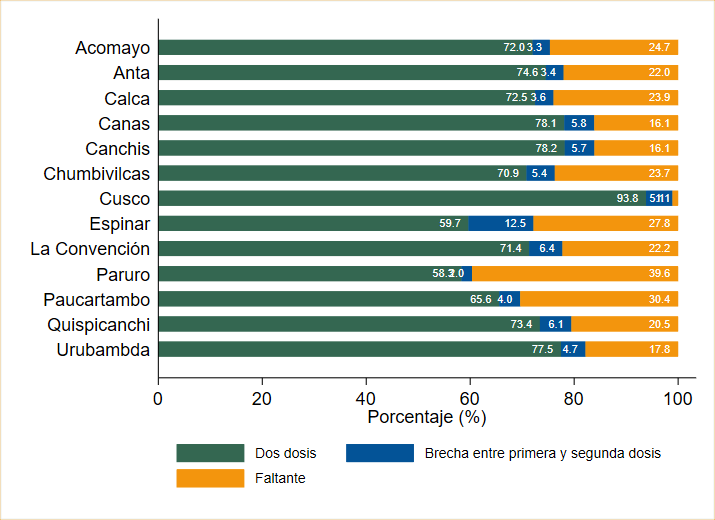 Acomayo 72.0 3.3 24.7
Anta 74.6 3.4 22.0
Calca 72.5 3.6 23.9
Canas 78.1 5.8 16.1
Canchis 78.2 5.7 16.1
Chumbivilcas 70.9 5.4 23.7
Cusco 93.8
Espinar 59.7 12.5 27.8
La Convención 71.4 6.4 22.2
Paruro 39.6
Paucartambo 65.6 4.0 30.4
Quispicanchi 73.4 6.1 20.5
Urubambda 77.5 4.7 17.8
0 20 40 60 80 100
Porcentaje (%)
Dos dosis Brecha entre primera y segunda dosis
Faltante